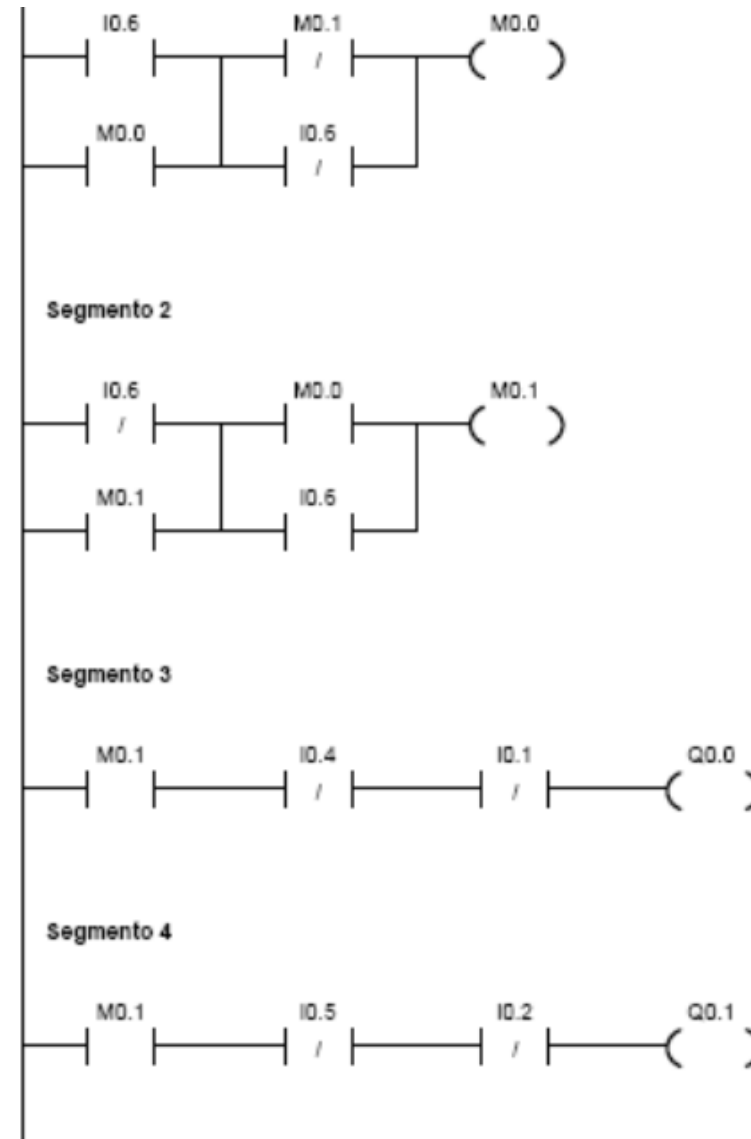 I0.6 M0.1 M0.0
/
M0.0 I0.6
/
Segmento 2
I0.6 M0.0 M0.1
/
M0.1 I0.6
Segmento 3
M0.1 I0.4 I0.1 Q0.0
/ /
Segmento 4
M0.1 I0.5 I0.2 Q0.1
/ /